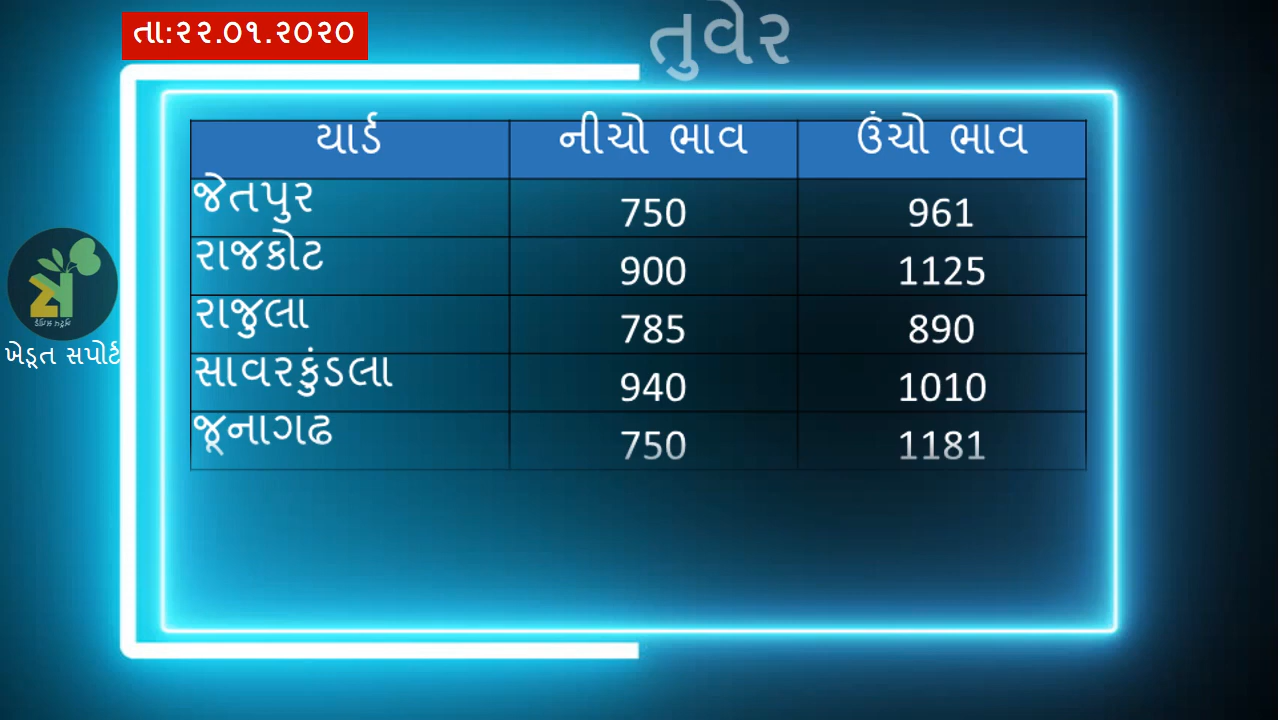 તા:૨૨.૦૧.૨૦૨૦
તુવેર
યાર્ડ નીચો ભાવ ઉંચો ભાવ
જેતપુર 750 961
રાજકોટ 900 1125
રાજુલા 785 890
સાવરકુંડલા 940 1010
જૂનાગઢ 750 1181
ખેડૂત સપોર્ટ